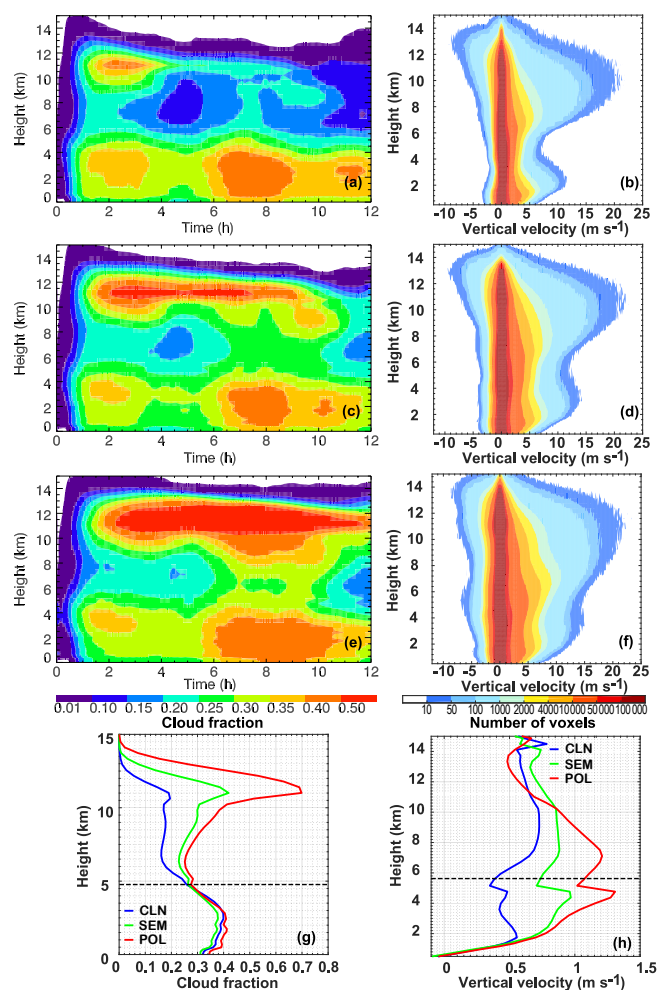 Height (km)
14
12
10
8
6
4
2
0
(a)
0 2 4 6 8 10 12
Time (h)
Height (km)
14
12
10
8
6
4
2
(b)
-10 -5 0 5 10 15 20 25
Vertical velocity (m s-1)
Height (km)
14
12
10
8
6
4
2
0
(c)
0 2 4 6 8 10 12
Time (h)
Height (km)
14
12
10
8
6
4
2
(d)
-10 -5 0 5 10 15 20 25
Vertical velocity (m s-1)
Height (km)
14
12
10
8
6
4
2
0
(e)
0 2 4 6 8 10 12
Time (h)
Height (km)
14
12
10
8
6
4
2
(f)
-10 -5 0 5 10 15 20 25
Vertical velocity (m s-1)
0.01 0.10 0.15 0.20 0.25 0.30 0.35 0.40 0.50
Cloud fraction
10 50 100 1000 2000 4000 5000 10000 100000
Number of voxels
Height (km)
15
10
5
0
CLN
SEM
POL
(g)
0 0.1 0.2 0.3 0.4 0.5 0.6 0.7 0.8
Cloud fraction
Height (km)
14
12
10
8
6
4
2
CLN
SEM
POL
(h)
0 0.5 1.0 1.5
Vertical velocity (m s-1)